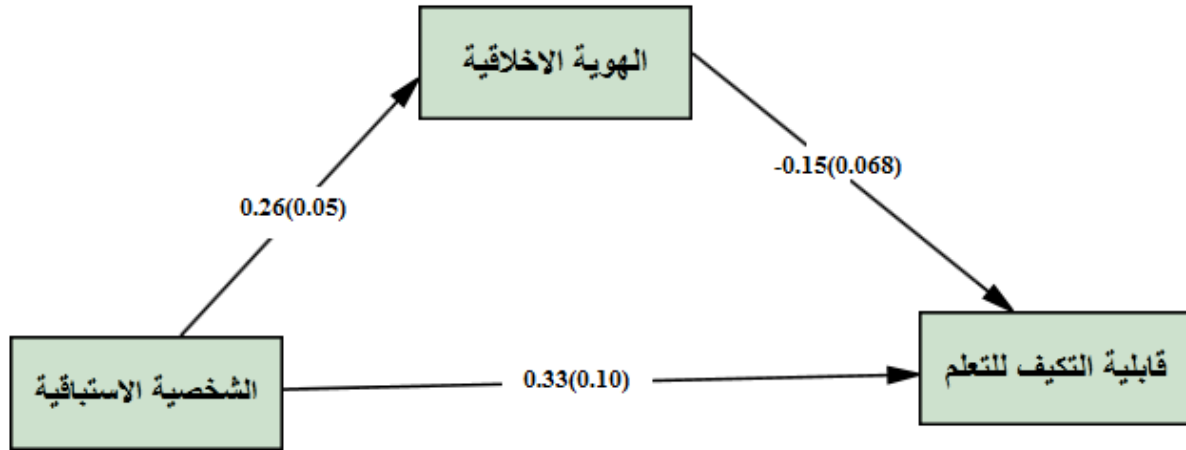 الهوية الاخلاقية
-0.15(0.068)
0.26(0.05)
قابلية التكيف للتعلم
0.33(0.10)
الشخصية الاستباقية